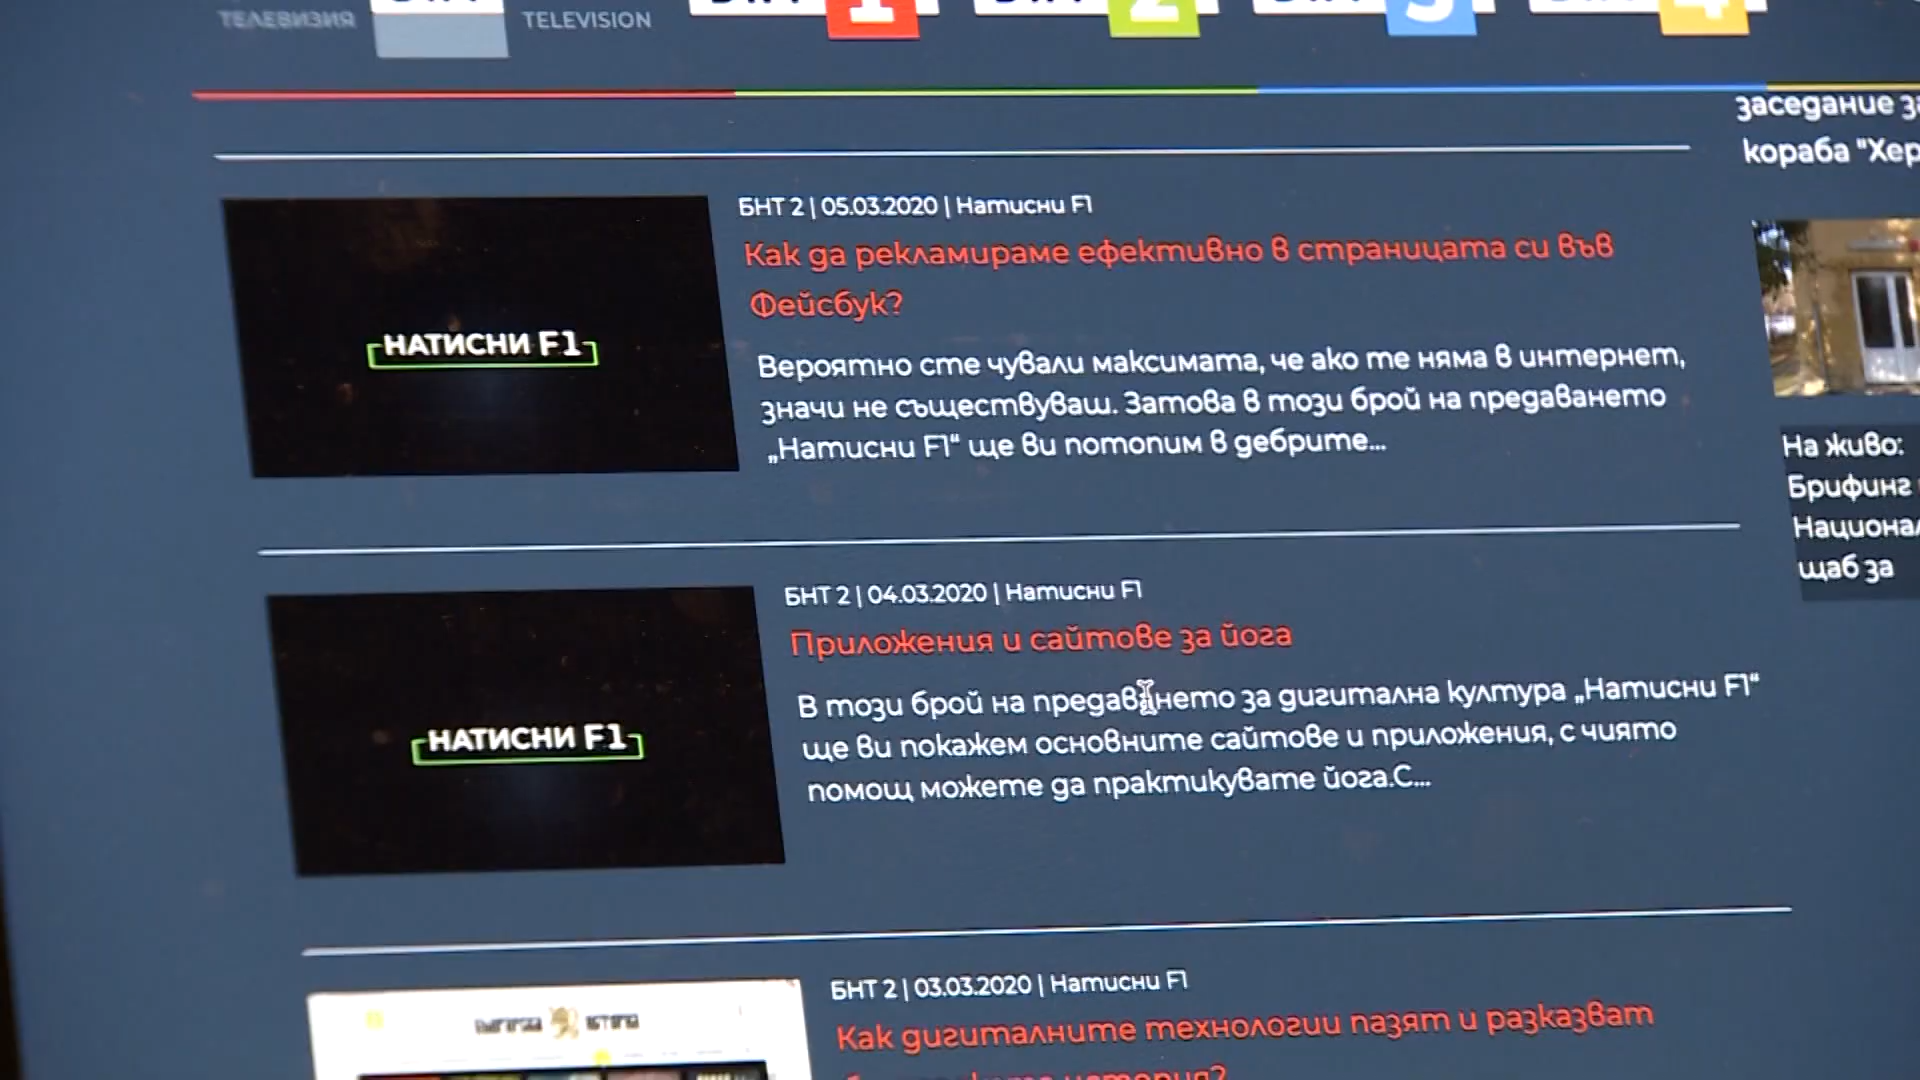 ТЕЛЕВИЗИЯ
TELEVISION
1
2
3
4
заседание
кораба "Хер
БНТ 2 | 05.03.2020 | Натисни F1
Как да рекламираме ефективно в страницата си във
Фейсбук?
НАТИСНИ F1
Вероятно сте чували максимата, че ако те няма в интернет,
значи не съществуваш. Затова в този брой на предаването
„Натисни F1“ ще ви потопим в дебрите...
На живо:
Брифинг
Национал
щаб за
БНТ 2 | 04.03.2020 | Натисни F1
Приложения и сайтове за йога
НАТИСНИ F1
В този брой на предаването за дигитална култура „Натисни F1“
ще ви покажем основните сайтове и приложения, с чиято
помощ можете да практикувате йога.С...
БНТ 2 | 03.03.2020 | Натисни F1
Как дигиталните технологии пазят и разказват